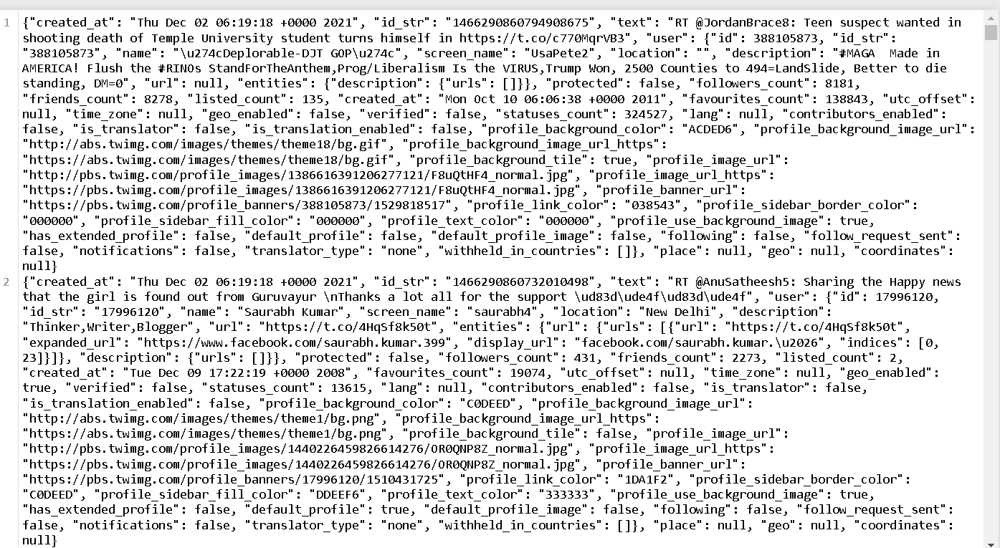 1 {"created_at": "Thu Dec 02 06:19:18 +0000 2021", "id_str": "1466290860794908675", "text": "RT @JordanBrace8: Teen suspect wanted in
shooting death of Temple University student turns himself in https://t.co/c770MqrVB3", "user": {"id": 388105873, "id_str":
"388105873", "name": "\u274cDeplorable-DJT GOP\u274c", "screen_name": "UsaPete2", "location": "", "description": "#MAGA  Made in
AMERICA! Flush the #RINOs StandForTheAnthem,Prog/Liberalism Is the VIRUS,Trump Won, 2500 Counties to 494=LandSlide, Better to die
standing, DM=0", "url": null, "entities": {"description": {"urls": []}}, "protected": false, "followers_count": 8181,
"friends_count": 8278, "listed_count": 135, "created_at": "Mon Oct 10 06:06:38 +0000 2011", "favourites_count": 138843, "utc_offset":
null, "time_zone": null, "geo_enabled": false, "verified": false, "statuses_count": 324527, "lang": null, "contributors_enabled":
false, "is_translator": false, "is_translation_enabled": false, "profile_background_color": "ACDED6", "profile_background_image_url":
"http://abs.twimg.com/images/themes/theme18/bg.gif", "profile_background_image_url_https":
"https://abs.twimg.com/images/themes/theme18/bg.gif", "profile_background_tile": true, "profile_image_url":
"http://pbs.twimg.com/profile_images/1386616391206277121/F8uQtHF4_normal.jpg", "profile_image_url_https":
"https://pbs.twimg.com/profile_images/1386616391206277121/F8uQtHF4_normal.jpg", "profile_banner_url":
"https://pbs.twimg.com/profile_banners/388105873/1529818517", "profile_link_color": "038543", "profile_sidebar_border_color":
"000000", "profile_sidebar_fill_color": "000000", "profile_text_color": "000000", "profile_use_background_image": true,
"has_extended_profile": false, "default_profile": false, "default_profile_image": false, "following": false, "follow_request_sent":
false, "notifications": false, "translator_type": "none", "withheld_in_countries": []}, "place": null, "geo": null, "coordinates":
null}
2 {"created_at": "Thu Dec 02 06:19:18 +0000 2021", "id_str": "1466290860732010498", "text": "RT @AnuSatheesh5: Sharing the Happy news
that the girl is found out from Guruvayur \nThanks a lot all for the support \ud83d\ude4f\ud83d\ude4f", "user": {"id": 17996120,
"id_str": "17996120", "name": "Saurabh Kumar", "screen_name": "saurabh4", "location": "New Delhi", "description":
"Thinker,Writer,Blogger", "url": "https://t.co/4HqSf8k50t", "entities": {"url": {"urls": [{"url": "https://t.co/4HqSf8k50t",
"expanded_url": "https://www.facebook.com/saurabh.kumar.399", "display_url": "facebook.com/saurabh.kumar.\u2026", "indices": [0,
23]}]}, "description": {"urls": []}}, "protected": false, "followers_count": 431, "friends_count": 2273, "listed_count": 2,
"created_at": "Tue Dec 09 17:22:19 +0000 2008", "favourites_count": 19074, "utc_offset": null, "time_zone": null, "geo_enabled":
true, "verified": false, "statuses_count": 13615, "lang": null, "contributors_enabled": false, "is_translator": false,
"is_translation_enabled": false, "profile_background_color": "C0DEED", "profile_background_image_url":
"http://abs.twimg.com/images/themes/theme1/bg.png", "profile_background_image_url_https":
"https://abs.twimg.com/images/themes/theme1/bg.png", "profile_background_tile": false, "profile_image_url":
"http://pbs.twimg.com/profile_images/1440226459826614276/OR0QNP8Z_normal.jpg", "profile_image_url_https":
"https://pbs.twimg.com/profile_images/1440226459826614276/OR0QNP8Z_normal.jpg", "profile_banner_url":
"https://pbs.twimg.com/profile_banners/17996120/1510431725", "profile_link_color": "1DA1F2", "profile_sidebar_border_color":
"C0DEED", "profile_sidebar_fill_color": "DDEEF6", "profile_text_color": "333333", "profile_use_background_image": true,
"has_extended_profile": false, "default_profile": true, "default_profile_image": false, "following": false, "follow_request_sent":
false, "notifications": false, "translator_type": "none", "withheld_in_countries": []}, "place": null, "geo": null, "coordinates":
null}